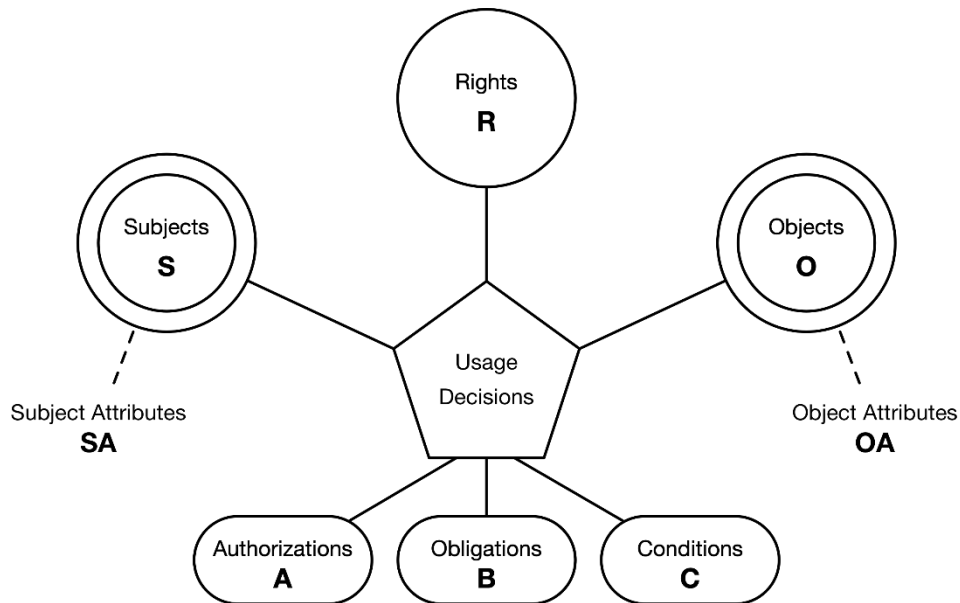 Rights
R
Subjects
S
Objects
O
Usage
Decisions
Subject Attributes
SA
Object Attributes
OA
Authorizations
A
Obligations
B
Conditions
C